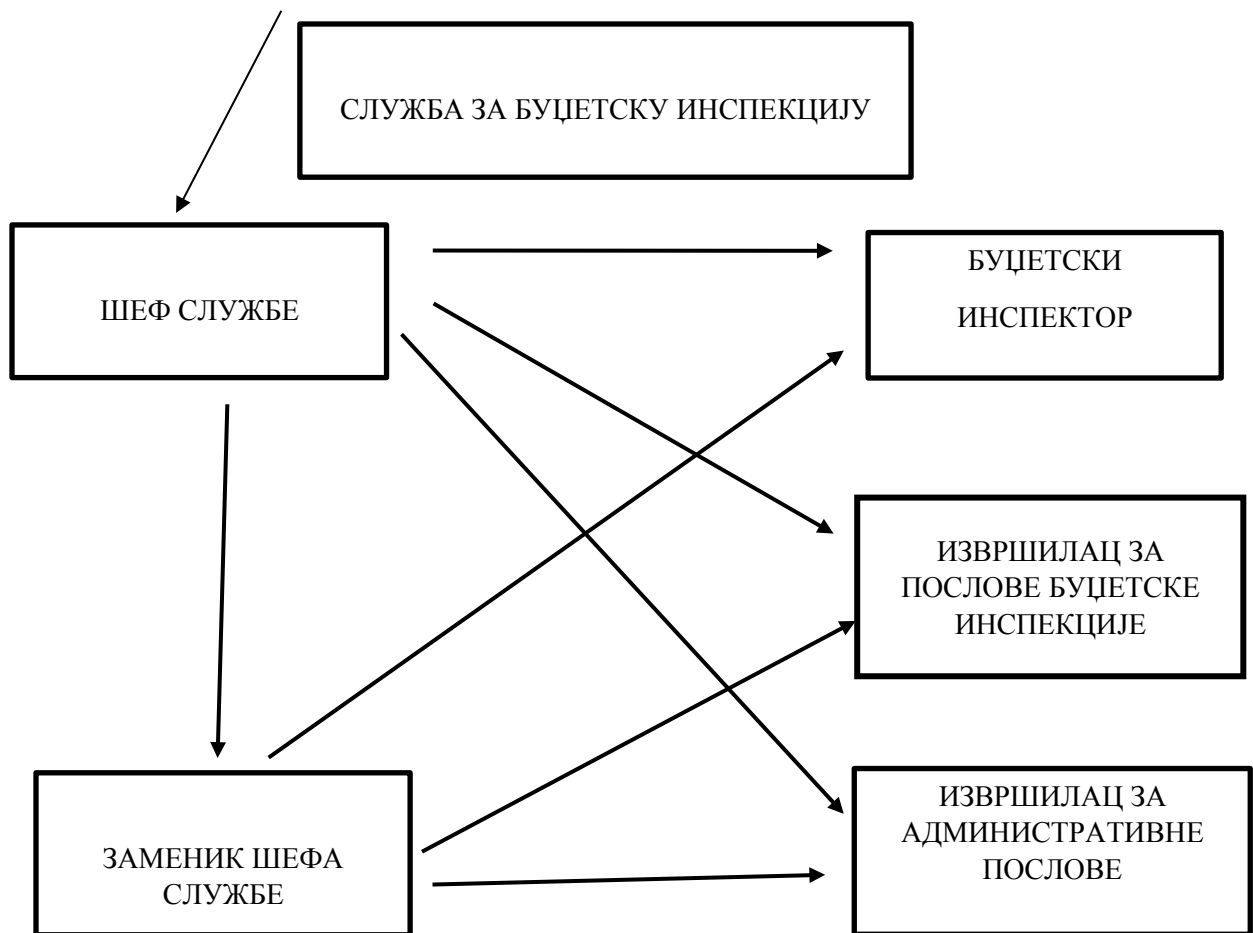 СЛУЖБА ЗА БУЏЕТСКУ ИНСПЕКЦИЈУ
ШЕФ СЛУЖБЕ
БУЏЕТСКИ
ИНСПЕКТОР
ИЗВРШИЛАЦ ЗА
ПОСЛОВЕ БУЏЕТСКЕ
ИНСПЕКЦИЈЕ
ЗАМЕНИК ШЕФА
СЛУЖБЕ
ИЗВРШИЛАЦ ЗА
АДМИНИСТРАТИВНЕ
ПОСЛОВЕ